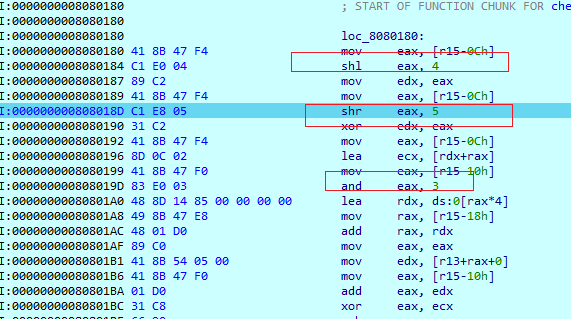 I:0000000008080180 ; START OF FUNCTION CHUNK FOR che
I:0000000008080180
I:0000000008080180 loc_8080180:
I:0000000008080180 41 8B 47 F4 mov eax, [r15-0Ch]
I:0000000008080184 C1 E0 04 shl eax, 4
I:0000000008080187 89 C2 mov edx, eax
I:0000000008080189 41 8B 47 F4 mov eax, [r15-0Ch]
I:000000000808018D C1 E8 05 shr eax, 5
I:0000000008080190 31 C2 xor edx, eax
I:0000000008080192 41 8B 47 F4 mov eax, [r15-0Ch]
I:0000000008080196 8D 0C 02 lea ecx, [rdx+rax]
I:0000000008080199 41 8B 47 F0 mov eax, [r15-10h]
I:000000000808019D 83 E0 03 and eax, 3
I:00000000080801A0 48 8D 14 85 00 00 00 00 lea rdx, ds:0[rax*4]
I:00000000080801A8 49 8B 47 E8 mov rax, [r15-18h]
I:00000000080801AC 48 01 D0 add rax, rdx
I:00000000080801AF 89 C0 mov eax, eax
I:00000000080801B1 41 8B 54 05 00 mov edx, [r13+rax+0]
I:00000000080801B6 41 8B 47 F0 mov eax, [r15-10h]
I:00000000080801BA 01 D0 add eax, edx
I:00000000080801BC 31 C8 xor eax, ecx